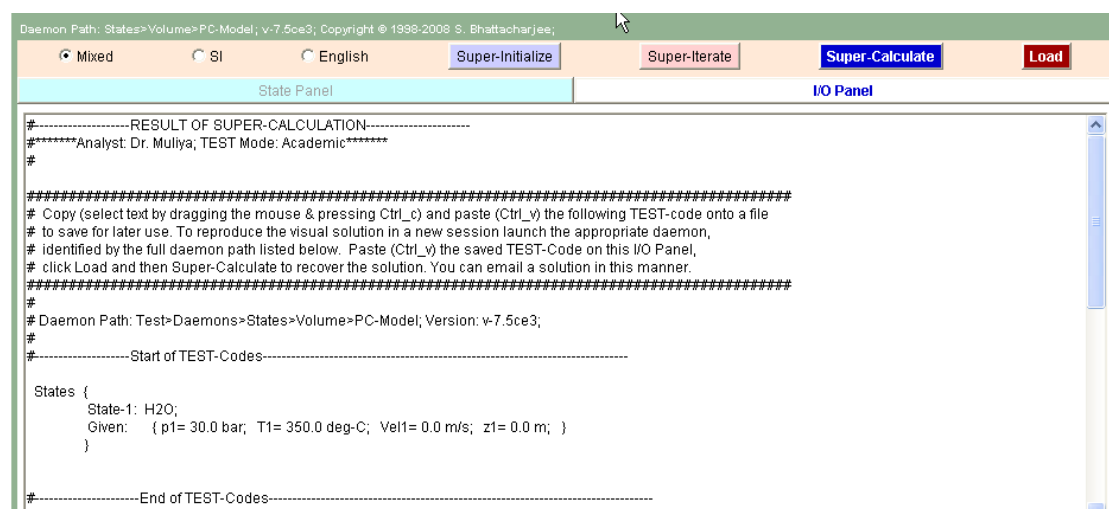 Daemon Path: States>Volume>PC-Model; v-7.5ce3; Copyright © 1998-2008 S. Bhattacharjee;
Mixed SI English Super-Initialize Super-Iterate Super-Calculate Load
State Panel I/O Panel
#--------------------RESULT OF SUPER-CALCULATION----------------------
#*******Analyst: Dr. Muliya; TEST Mode: Academic*******
#
##########################################################################################
# Copy (select text by dragging the mouse & pressing Ctrl_c) and paste (Ctrl_v) the following TEST-code onto a file
# to save for later use. To reproduce the visual solution in a new session launch the appropriate daemon,
# identified by the full daemon path listed below. Paste (Ctrl_v) the saved TEST-Code on this I/O Panel,
# click Load and then Super-Calculate to recover the solution. You can email a solution in this manner.
##########################################################################################
#
# Daemon Path: Test>Daemons>States>Volume>PC-Model; Version: v-7.5ce3;
#
#--------------------Start of TEST-Codes-----------------------------------------------------------------------------
States {
State-1: H2O;
Given: { p1= 30.0 bar; T1= 350.0 deg-C; Vel1= 0.0 m/s; z1= 0.0 m; }
}
#----------------------End of TEST-Codes---------------------------------------------------------------------------------